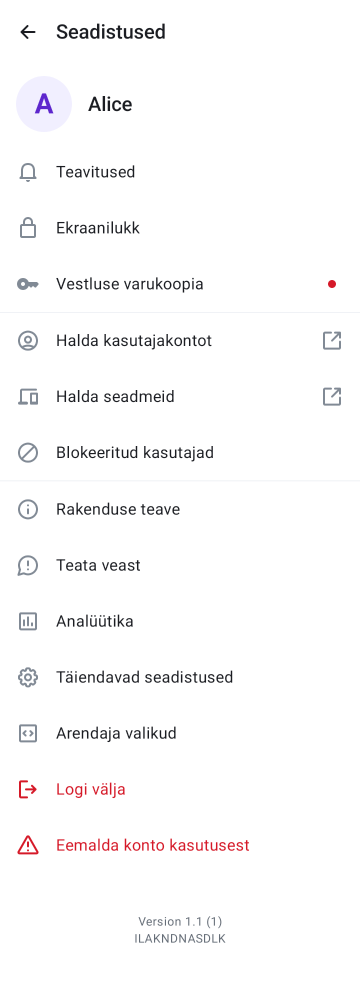 Seadistused
A
Alice
Teavitused
Ekraanilukk
Vestluse varukoopia
Halda kasutajakontot
Halda seadmeid
Blokeeritud kasutajad
Rakenduse teave
Teata veast
Analüütika
Täiendavad seadistused
Arendaja valikud
Logi välja
Eemalda konto kasutusest
Version 1.1 (1)
ILAKNDNASDLK